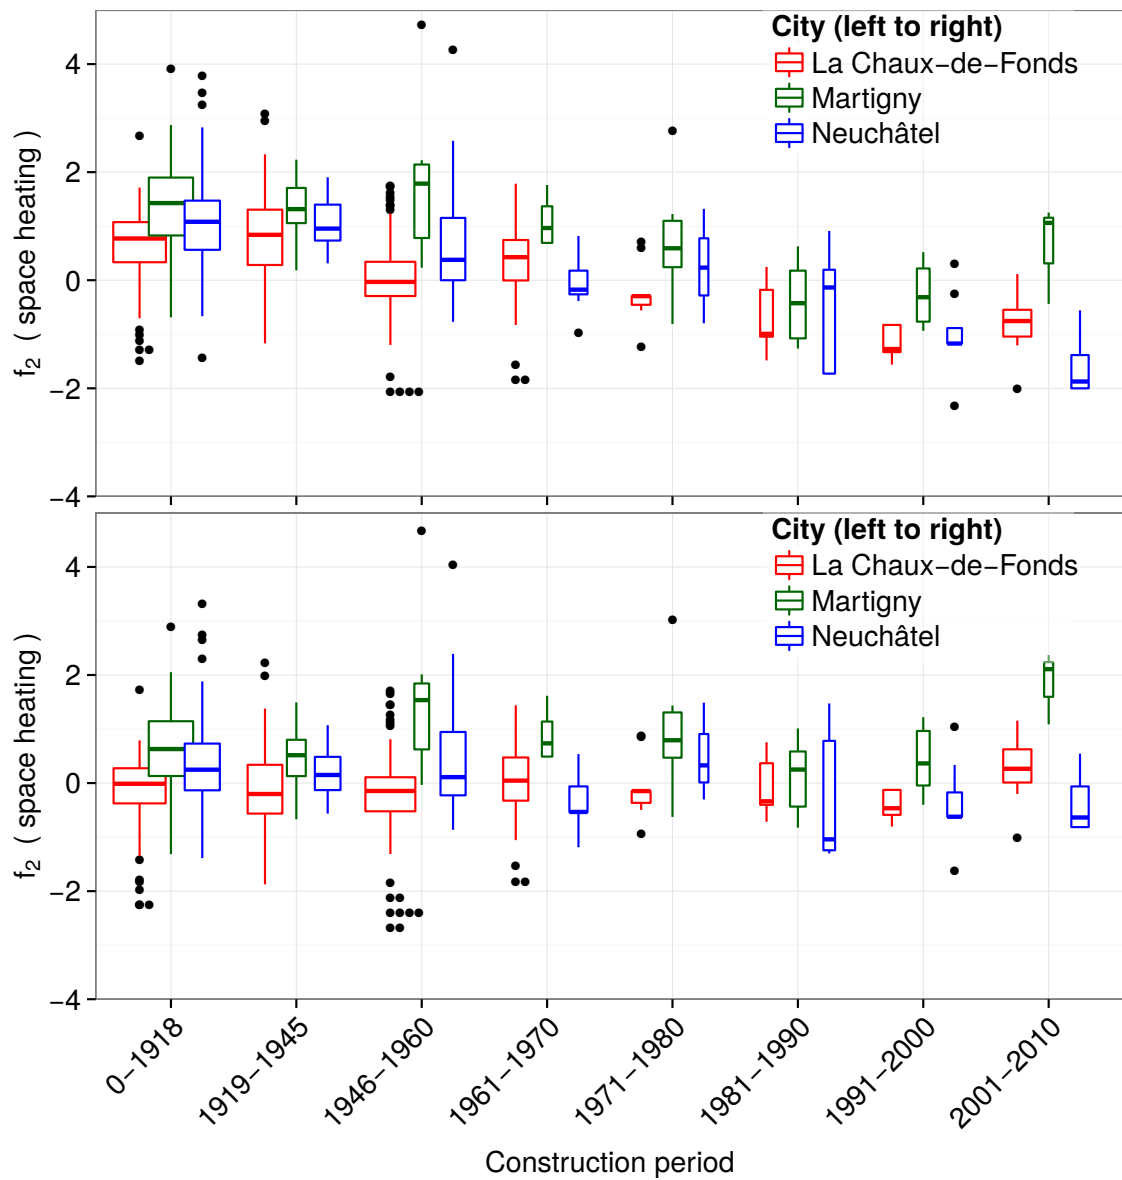 City (left to right)
La Chaux−de−Fonds
Martigny
Neuchâtel
f2 ( space heating )
4
2
0
−2
−4
City (left to right)
La Chaux−de−Fonds
Martigny
Neuchâtel
f2 ( space heating )
4
2
0
−2
−4
0−1918
1919−1945
1946−1960
1961−1970
1971−1980
1981−1990
1991−2000
2001−2010
Construction period